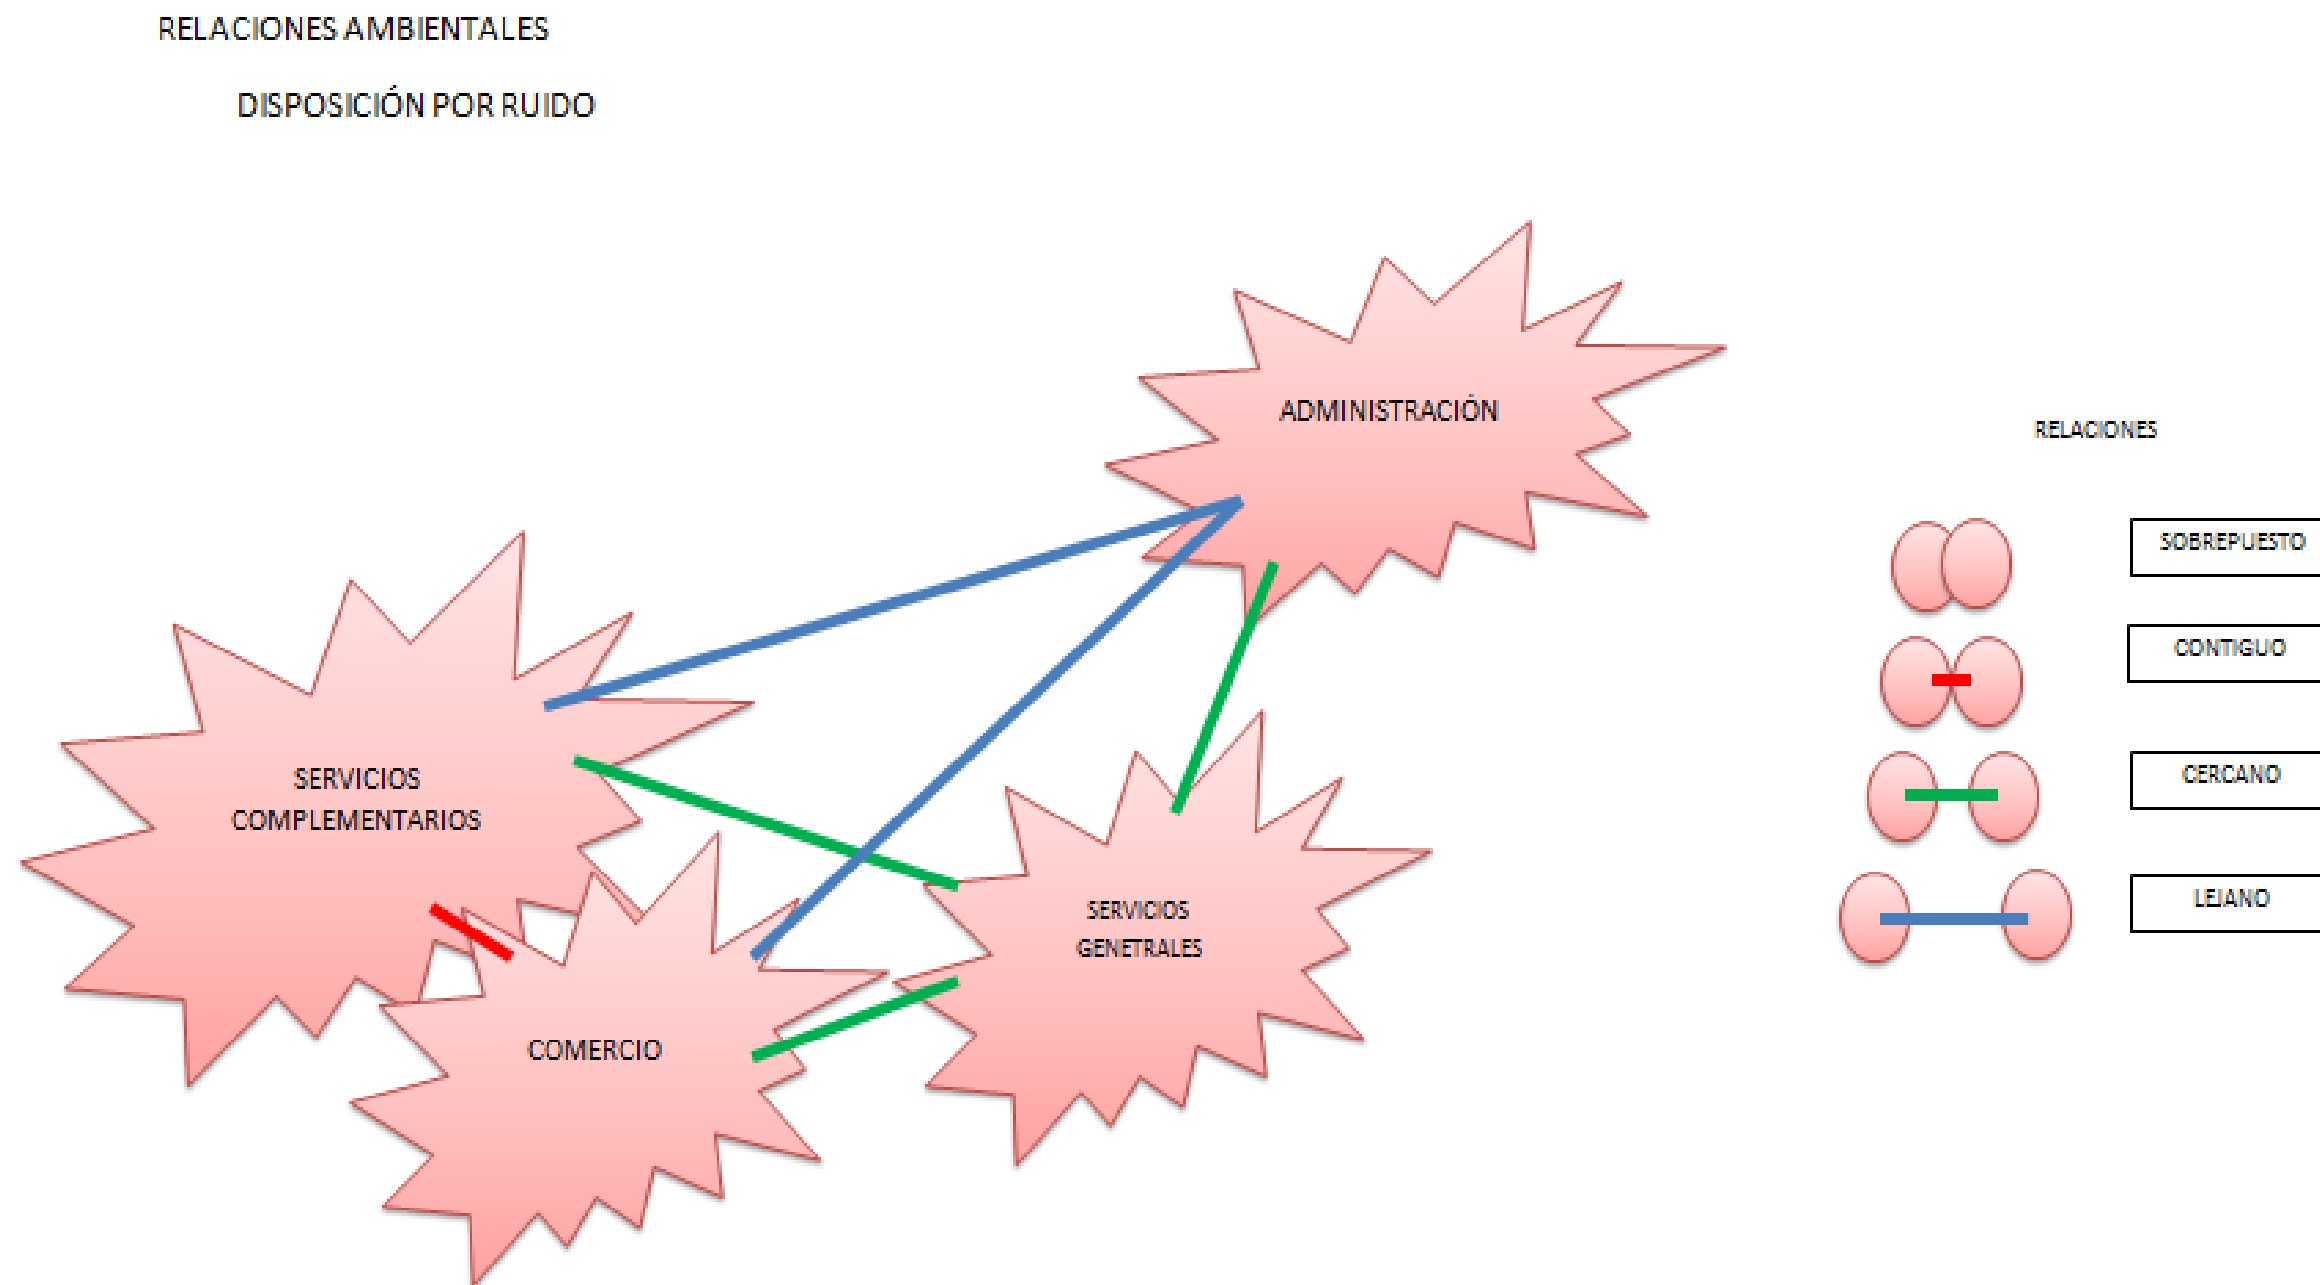 RELACIONES AMBIENTALES
DISPOSICIÓN POR RUIDO
ADMINISTRACIÓN
SERVICIOS
COMPLEMENTARIOS
SERVICIOS
GENETRALES
COMERCIO
RELACIONES
SOBREPUESTO
CONTIGUO
CERCANO
LEJANO